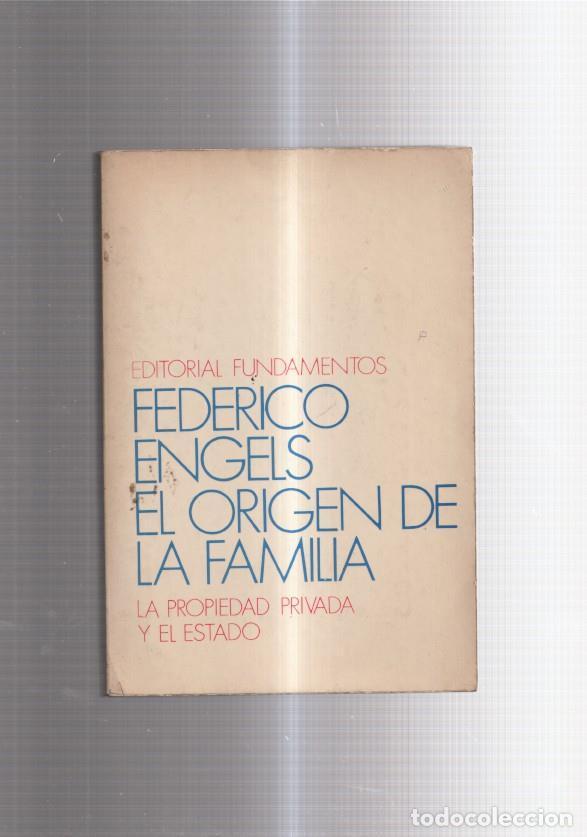 EDITORIAL FUNDAMENTOS
FEDERICO
ENGELS
EL ORIGEN DE
LA FAMILIA
LA PROPIEDAD PRIVADA
Y EL ESTADO
todocoleccion